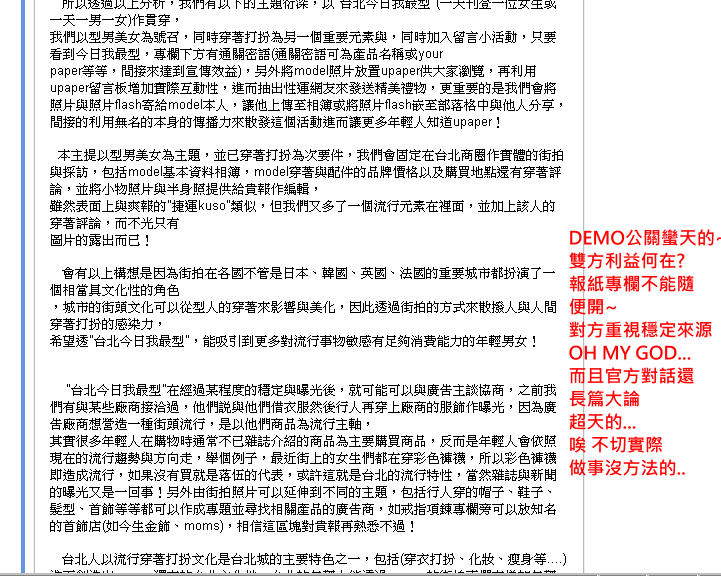 所以透過以上分析，我們有以下的主題衍深，以"台北今日我最型"(一天刊登一位女生或
一天一男一女)作貫穿，
我們以型男美女為號召，同時穿著打扮為另一個重要元素與，同時加入留言小活動，只要
看到今日我最型，專欄下方有通關密語(通關密語可為產品名稱或your
paper等等，間接來達到宣傳效益)，另外將model照片放置upaper供大家瀏覽，再利用
upaper留言板增加實際互動性，進而抽出性運網友來發送精美禮物，更重要的是我們會將
照片與照片flash寄給model本人，讓他上傳至相簿或將照片flash嵌至部落格中與他人分享，
間接的利用無名的本身的傳播力來散發這個活動進而讓更多年輕人知道upaper！
本主提以型男美女為主題，並已穿著打扮為次要件，我們會固定在台北商圈作實體的街拍
與採訪，包括model基本資料相簿，model穿著與配件的品牌價格以及購買地點還有穿著評
論，並將小物照片與半身照提供給貴報作編輯，
雖然表面上與爽報的"捷運kuso"類似，但我們又多了一個流行元素在裡面，並加上該人的
穿著評論，而不光只有
圖片的露出而已！
會有以上構想是因為街拍在各國不管是日本、韓國、英國、法國的重要城市都扮演了一
個相當具文化性的角色
，城市的街頭文化可以從型人的穿著來影響與美化，因此透過街拍的方式來散撥人與人間
穿著打扮的感染力，
希望透"台北今日我最型"，能吸引到更多對流行事物敏感有足夠消費能力的年輕男女！
"台北今日我最型"在經過某程度的穩定與曝光後，就可能可以與廣告主談協商，之前我
們有與某些廠商接洽過，他們說與他們借衣服然後行人再穿上廠商的服飾作曝光，因為廣
告廠商想營造一種街頭流行，是以他們商品為流行主軸，
其實很多年輕人在購物時通常不已雜誌介紹的商品為主要購買商品，反而是年輕人會依照
現在的流行趨勢與方向走，舉個例子，最近街上的女生們都在穿彩色褲襪，所以彩色褲襪
即造成流行，如果沒有買就是落伍的代表，或許這就是台北的流行特性，當然雜誌與新聞
的曝光又是一回事！另外由街拍照片可以延伸到不同的主題，包括行人穿的帽子、鞋子、
髮型、首飾等等都可以作成專題並尋找相關產品的廣告商，如戒指項鍊專欄旁可以放知名
的首飾店(如今生金飾、moms)，相信這區塊對貴報再熟悉不過！
台北人以流行穿著打扮文化是台北城的主要特色之一，包括(穿衣打扮、化妝、瘦身等....)
DEMO公關蠻天的~
雙方利益何在?
報紙專欄不能隨
便開~
對方重視穩定來源
OH MY GOD...
而且官方對話還
長篇大論
超天的...
唉 不切實際
做事沒方法的..